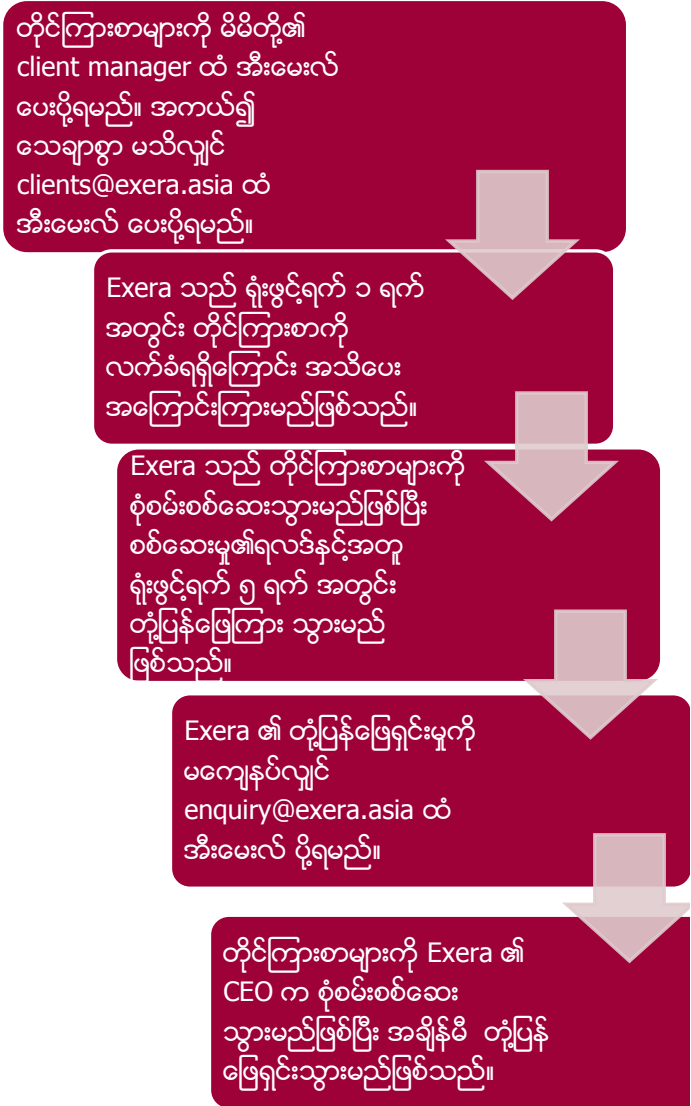 တိုင်ကြားစာများကို မိမိတို့၏
client manager ထံ အီးမေးလ်
ပေးပို့ရမည်။ အကယ်၍
သေချာစွာ မသိလျှင်
clients@exera.asia ထံ
အီးမေးလ် ပေးပို့ရမည်။
Exera သည် ရုံးဖွင့်ရက် ၁ ရက်
အတွင်း တိုင်ကြားစာကို
လက်ခံရရှိကြောင်း အသိပေး
အကြောင်းကြားမည်ဖြစ်သည်။
Exera သည် တိုင်ကြားစာများကို
စုံစမ်းစစ်ဆေးသွားမည်ဖြစ်ပြီး
စစ်ဆေးမှု၏ရလဒ်နှင့်အတူ
ရုံးဖွင့်ရက် ၅ ရက် အတွင်း
တုံ့ပြန်ဖြေကြား သွားမည်
ဖြစ်သည်။
Exera ၏ တုံ့ပြန်ဖြေရှင်းမှုကို
မကျေနပ်လျှင်
enquiry@exera.asia ထံ
အီးမေးလ် ပို့ရမည်။
တိုင်ကြားစာများကို Exera ၏
CEO က စုံစမ်းစစ်ဆေး
သွားမည်ဖြစ်ပြီး အချိန်မီ တုံ့ပြန်
ဖြေရှင်းသွားမည်ဖြစ်သည်။